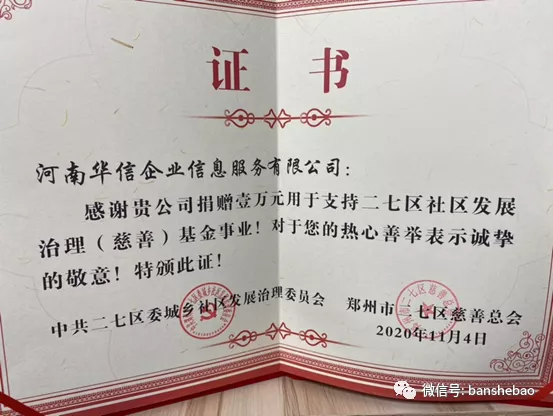 证书
河南华信企业信息服务有限公司：
感谢贵公司捐赠壹万元用于支持二七区社区发展
治理（慈善）基金事业！对于您的热心善举表示诚挚
的敬意！特颁此证！
中共二七区委城乡社区发展治理委员会 郑州市二七区慈善总会
2020年11月4日
微信号: banshebao